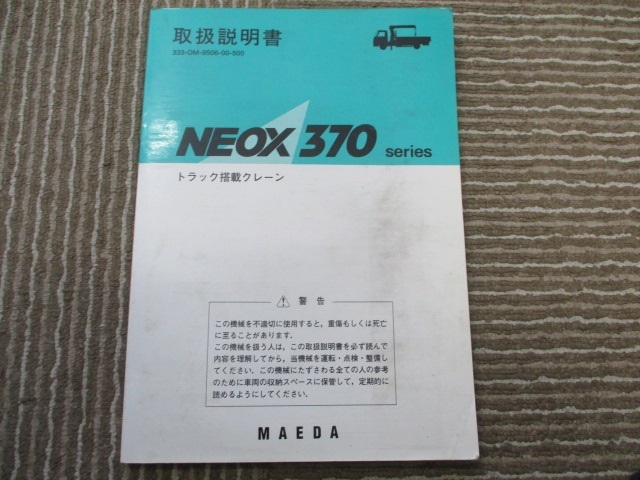 取扱説明書
333-OM-9506-00-500
NEOX 370 series
トラック搭載クレーン
警告
この機械を不適切に使用すると，重傷もしくは死亡
に至ることがあります．
この機械を扱う人は，この取扱説明書を必ず読んで
内容を理解してから，当機械を運転・点検・整備し
てください．この機械にたずさわる全ての人の参考
のために車両の収納スペースに保管して，定期的に
読めるようにしてください．
MAEDA